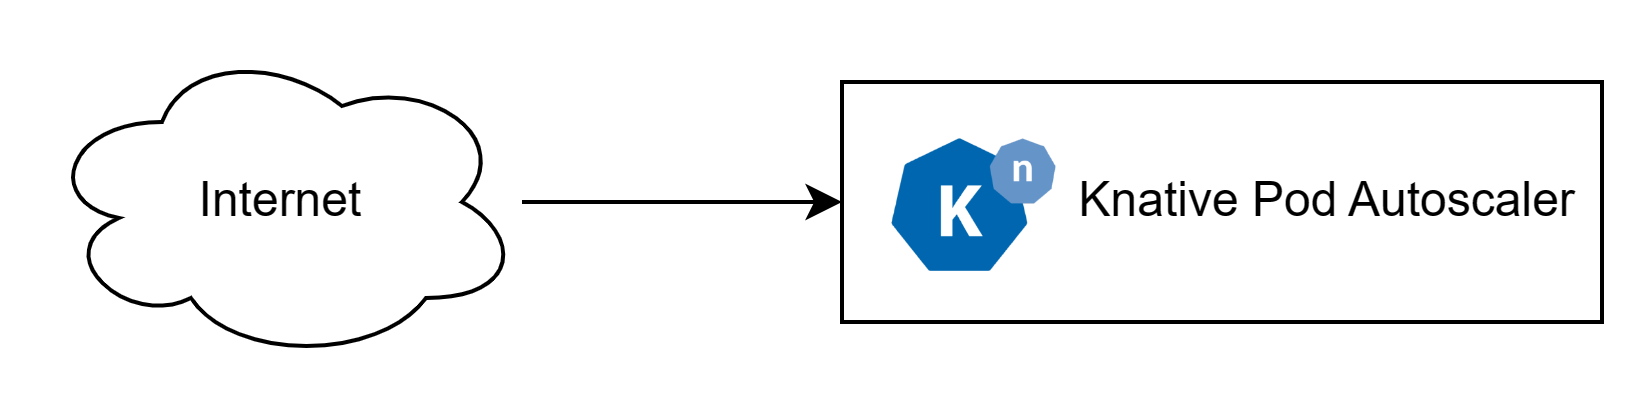 Internet
K
n
Knative Pod Autoscaler